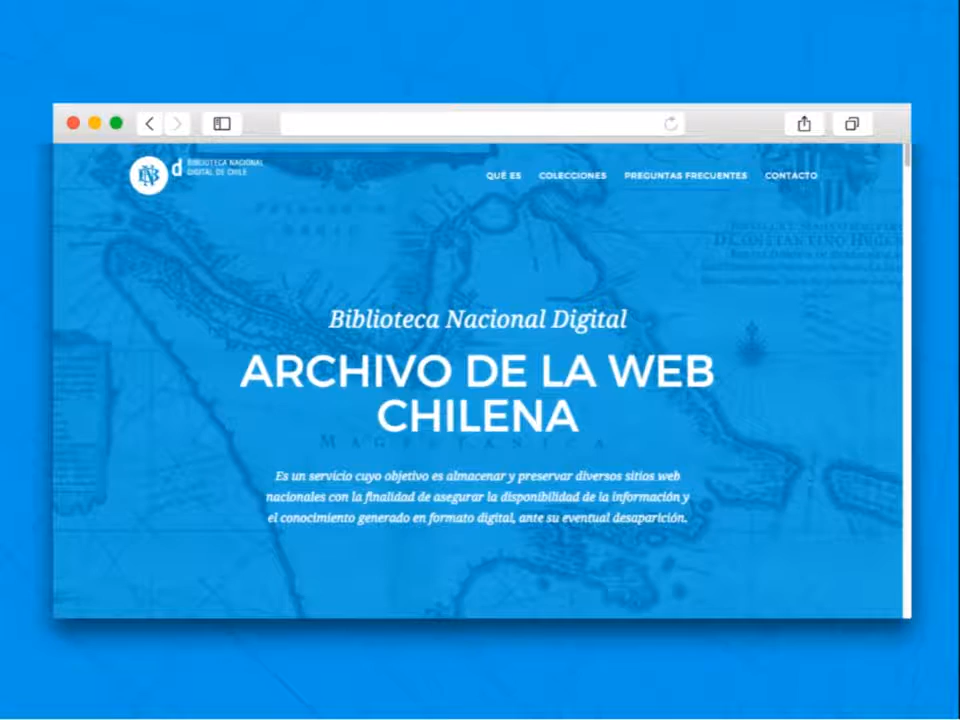 BIBLIOTECA NACIONAL
d DIGITAL DE CHILE
QUÉ ES COLECCIONES PREGUNTAS FRECUENTES CONTACTO
Biblioteca Nacional Digital
ARCHIVO DE LA WEB
CHILENA
MAGELLANICA
Es un servicio cuyo objetivo es almacenar y preservar diversos sitios web
nacionales con la finalidad de asegurar la disponibilidad de la información y
el conocimiento generado en formato digital, ante su eventual desaparición.